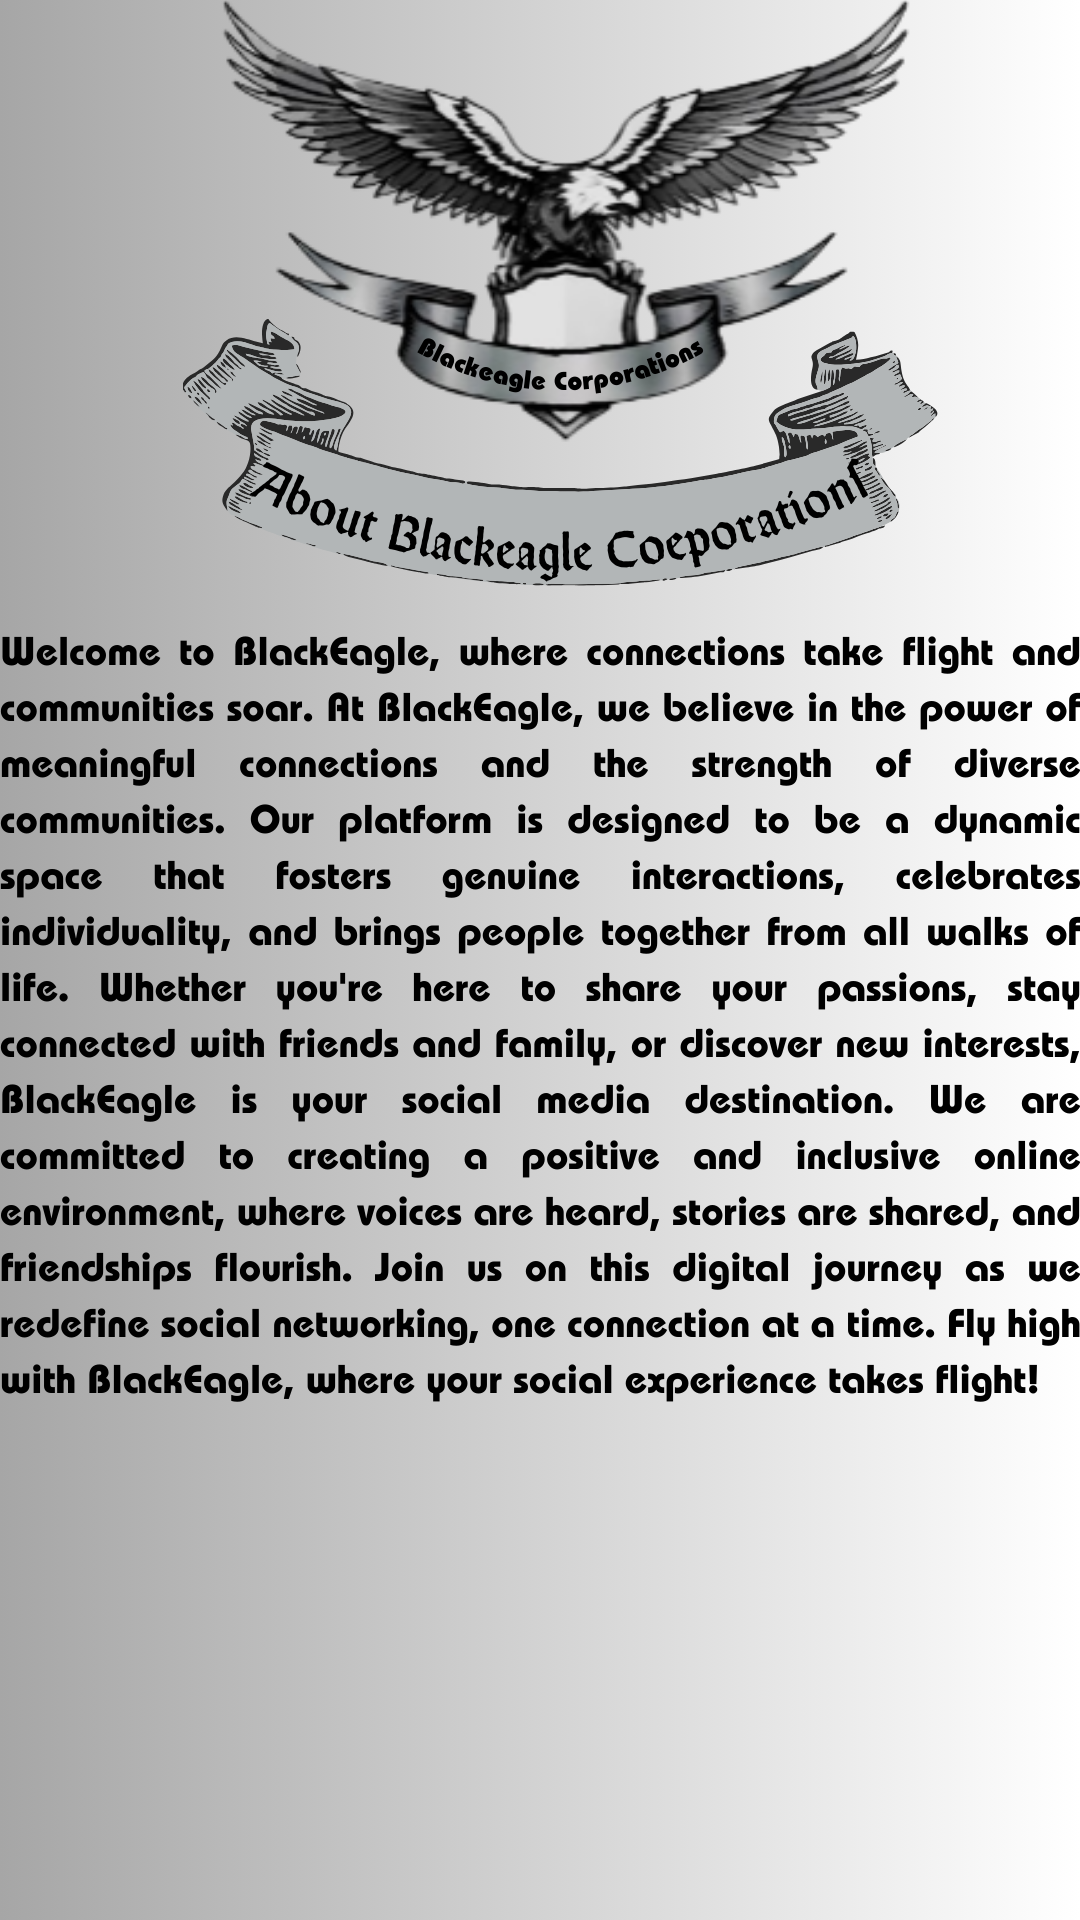 Blackeagle Corporations
About Blackeagle Coeporations
Welcome to BlackEagle, where connections take flight and
communities soar. At BlackEagle, we believe in the power of
meaningful connections and the strength of diverse
communities. Our platform is designed to be a dynamic
space that fosters genuine interactions, celebrates
individuality, and brings people together from all walks of
life. Whether you're here to share your passions, stay
connected with friends and family, or discover new interests,
BlackEagle is your social media destination. We are
committed to creating a positive and inclusive online
environment, where voices are heard, stories are shared, and
friendships flourish. Join us on this digital journey as we
redefine social networking, one connection at a time. Fly high
with BlackEagle, where your social experience takes flight!